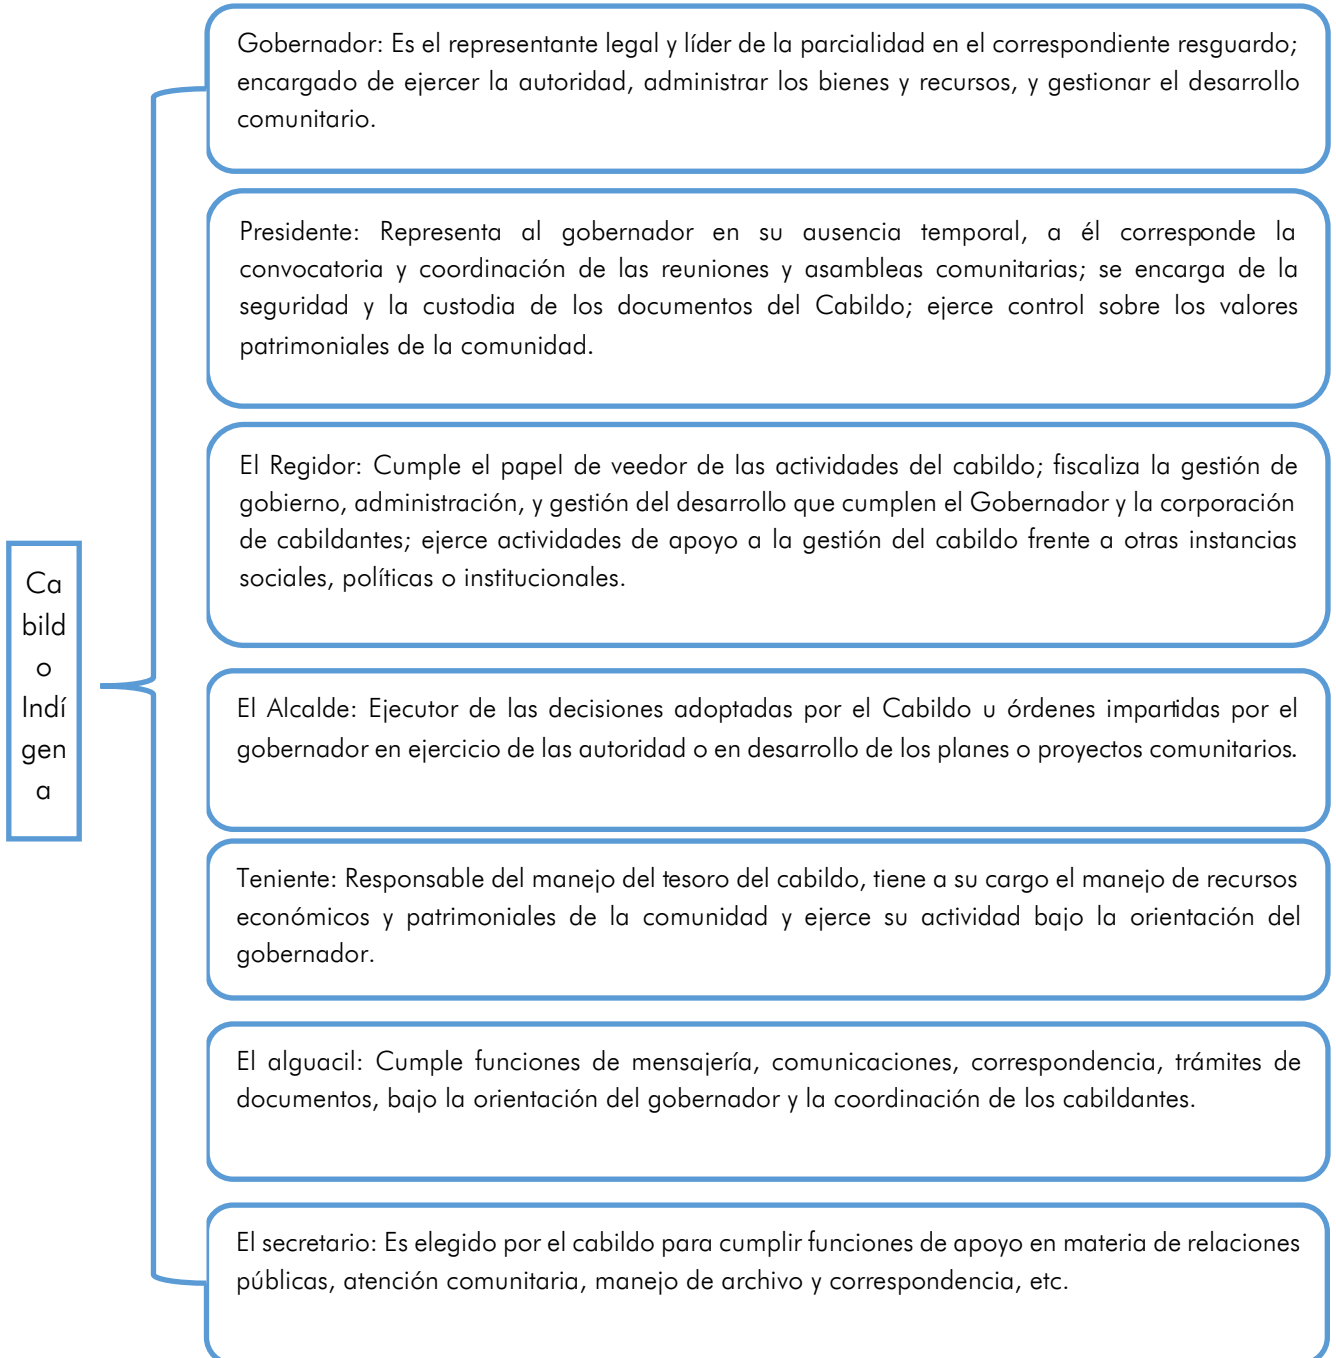 Gobernador: Es el representante legal y líder de la parcialidad en el correspondiente resguardo;
encargado de ejercer la autoridad, administrar los bienes y recursos, y gestionar el desarrollo
comunitario.
Presidente: Representa al gobernador en su ausencia temporal, a él corresponde la
convocatoria y coordinación de las reuniones y asambleas comunitarias; se encarga de la
seguridad y la custodia de los documentos del Cabildo; ejerce control sobre los valores
patrimoniales de la comunidad.
El Regidor: Cumple el papel de veedor de las actividades del cabildo; fiscaliza la gestión de
gobierno, administración, y gestión del desarrollo que cumplen el Gobernador y la corporación
de cabildantes; ejerce actividades de apoyo a la gestión del cabildo frente a otras instancias
sociales, políticas o institucionales.
Ca
bild
o
Indí
gen
a
El Alcalde: Ejecutor de las decisiones adoptadas por el Cabildo u órdenes impartidas por el
gobernador en ejercicio de las autoridad o en desarrollo de los planes o proyectos comunitarios.
Teniente: Responsable del manejo del tesoro del cabildo, tiene a su cargo el manejo de recursos
económicos y patrimoniales de la comunidad y ejerce su actividad bajo la orientación del
gobernador.
El alguacil: Cumple funciones de mensajería, comunicaciones, correspondencia, trámites de
documentos, bajo la orientación del gobernador y la coordinación de los cabildantes.
El secretario: Es elegido por el cabildo para cumplir funciones de apoyo en materia de relaciones
públicas, atención comunitaria, manejo de archivo y correspondencia, etc.